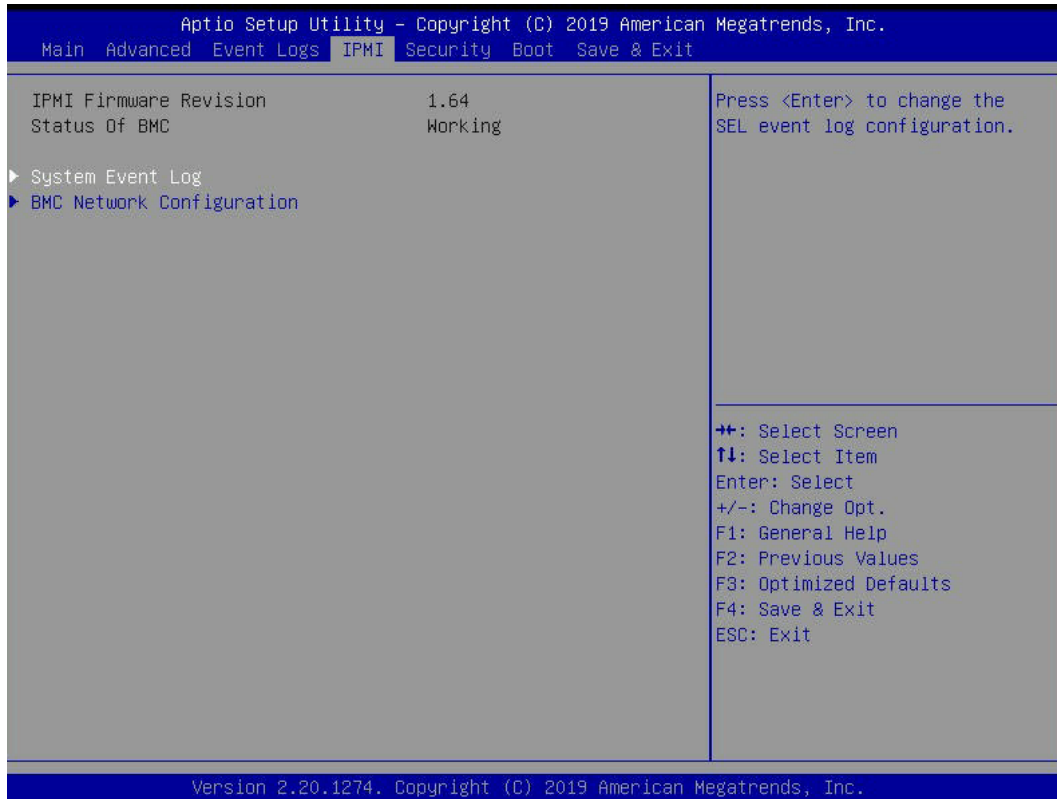 Aptio Setup Utility – Copyright (C) 2019 American Megatrends, Inc.
Main Advanced Event Logs IPMI Security Boot Save & Exit
IPMI Firmware Revision 1.64
Status Of BMC Working
► System Event Log
► BMC Network Configuration
Press <Enter> to change the
SEL event log configuration.
→←: Select Screen
↑↓: Select Item
Enter: Select
+/-: Change Opt.
F1: General Help
F2: Previous Values
F3: Optimized Defaults
F4: Save & Exit
ESC: Exit
Version 2.20.1274. Copyright (C) 2019 American Megatrends, Inc.